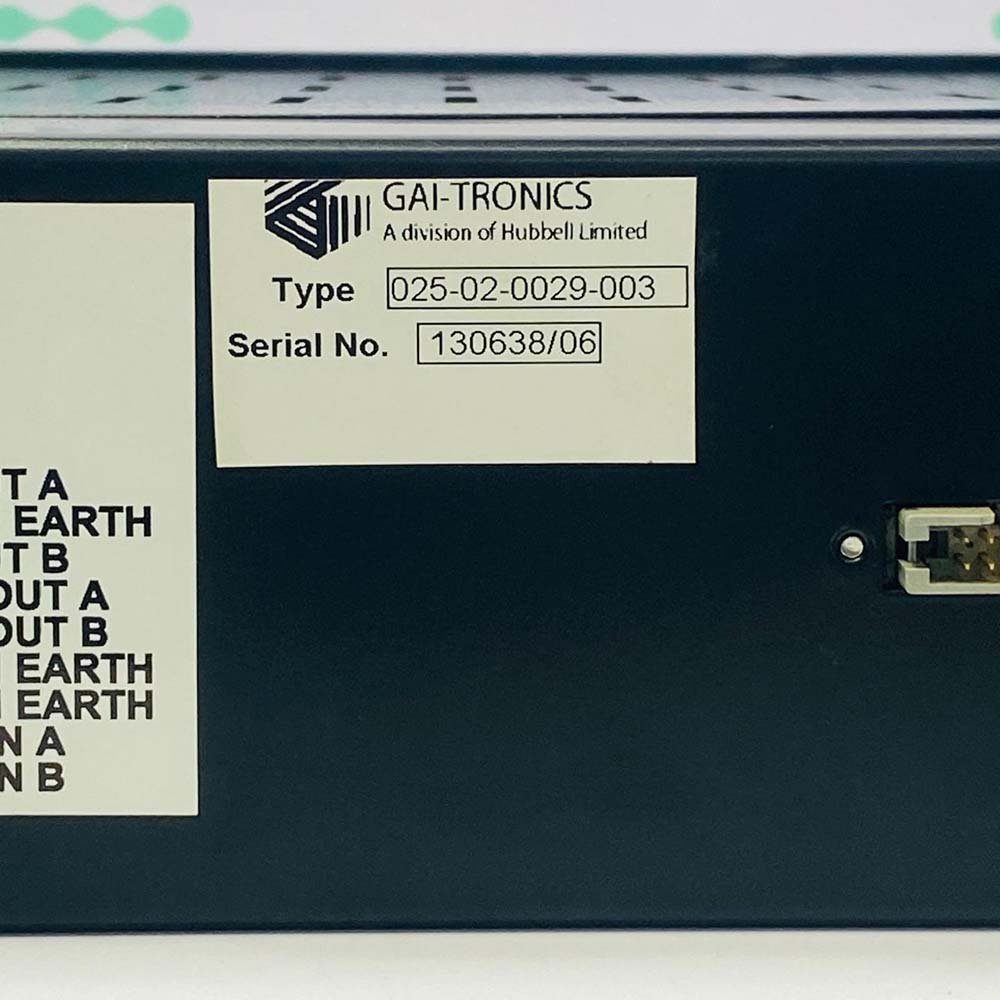 GAI-TRONICS
A division of Hubbell Limited
Type 025-02-0029-003
Serial No. 130638/06
T A
EARTH
T B
OUT A
OUT B
EARTH
EARTH
N A
N B